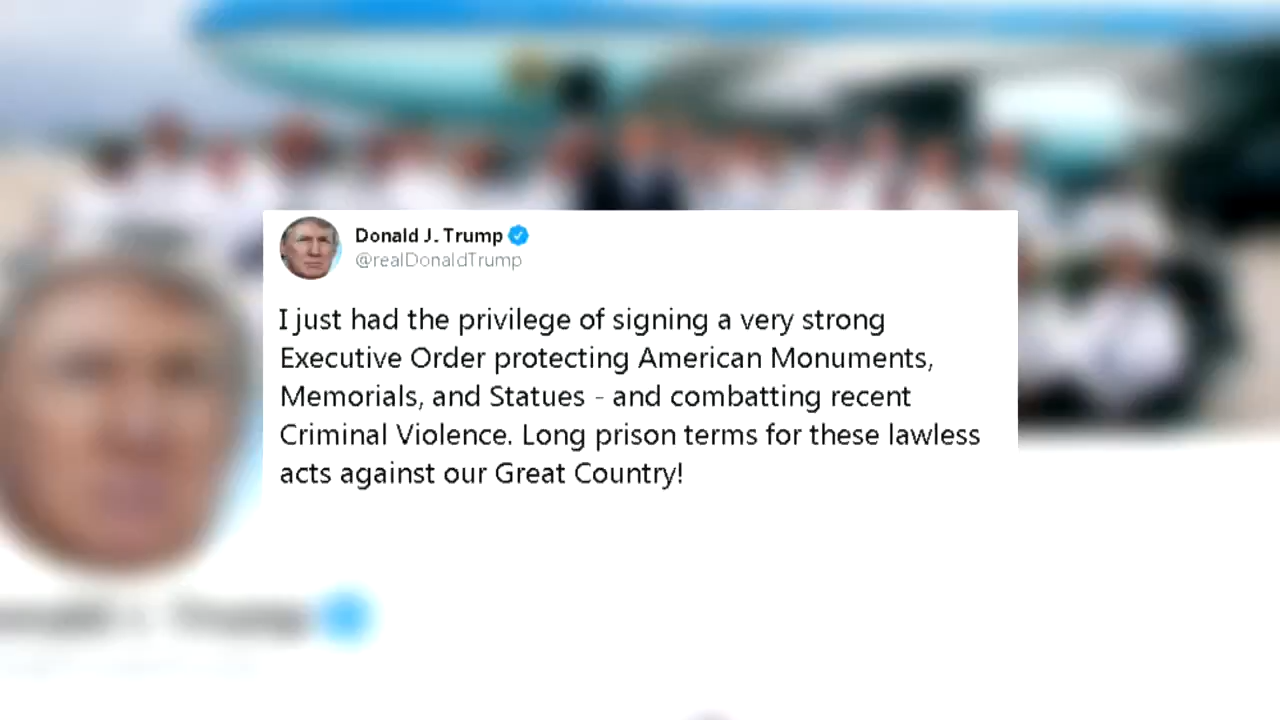 Donald J. Trump
@realDonaldTrump
I just had the privilege of signing a very strong
Executive Order protecting American Monuments,
Memorials, and Statues - and combatting recent
Criminal Violence. Long prison terms for these lawless
acts against our Great Country!